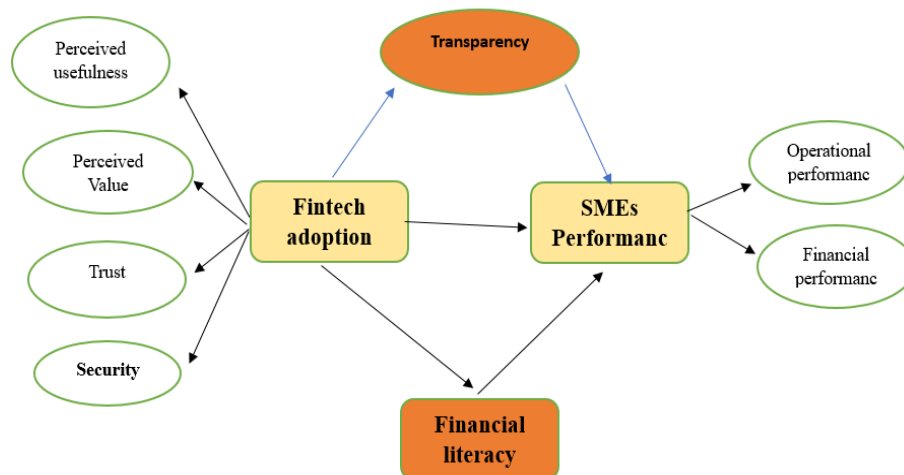 Transparency
Perceived
usefulness
Perceived
Value
Trust
Security
Fintech
adoption
SMEs
Performanc
Operational
performanc
Financial
performanc
Financial
literacy